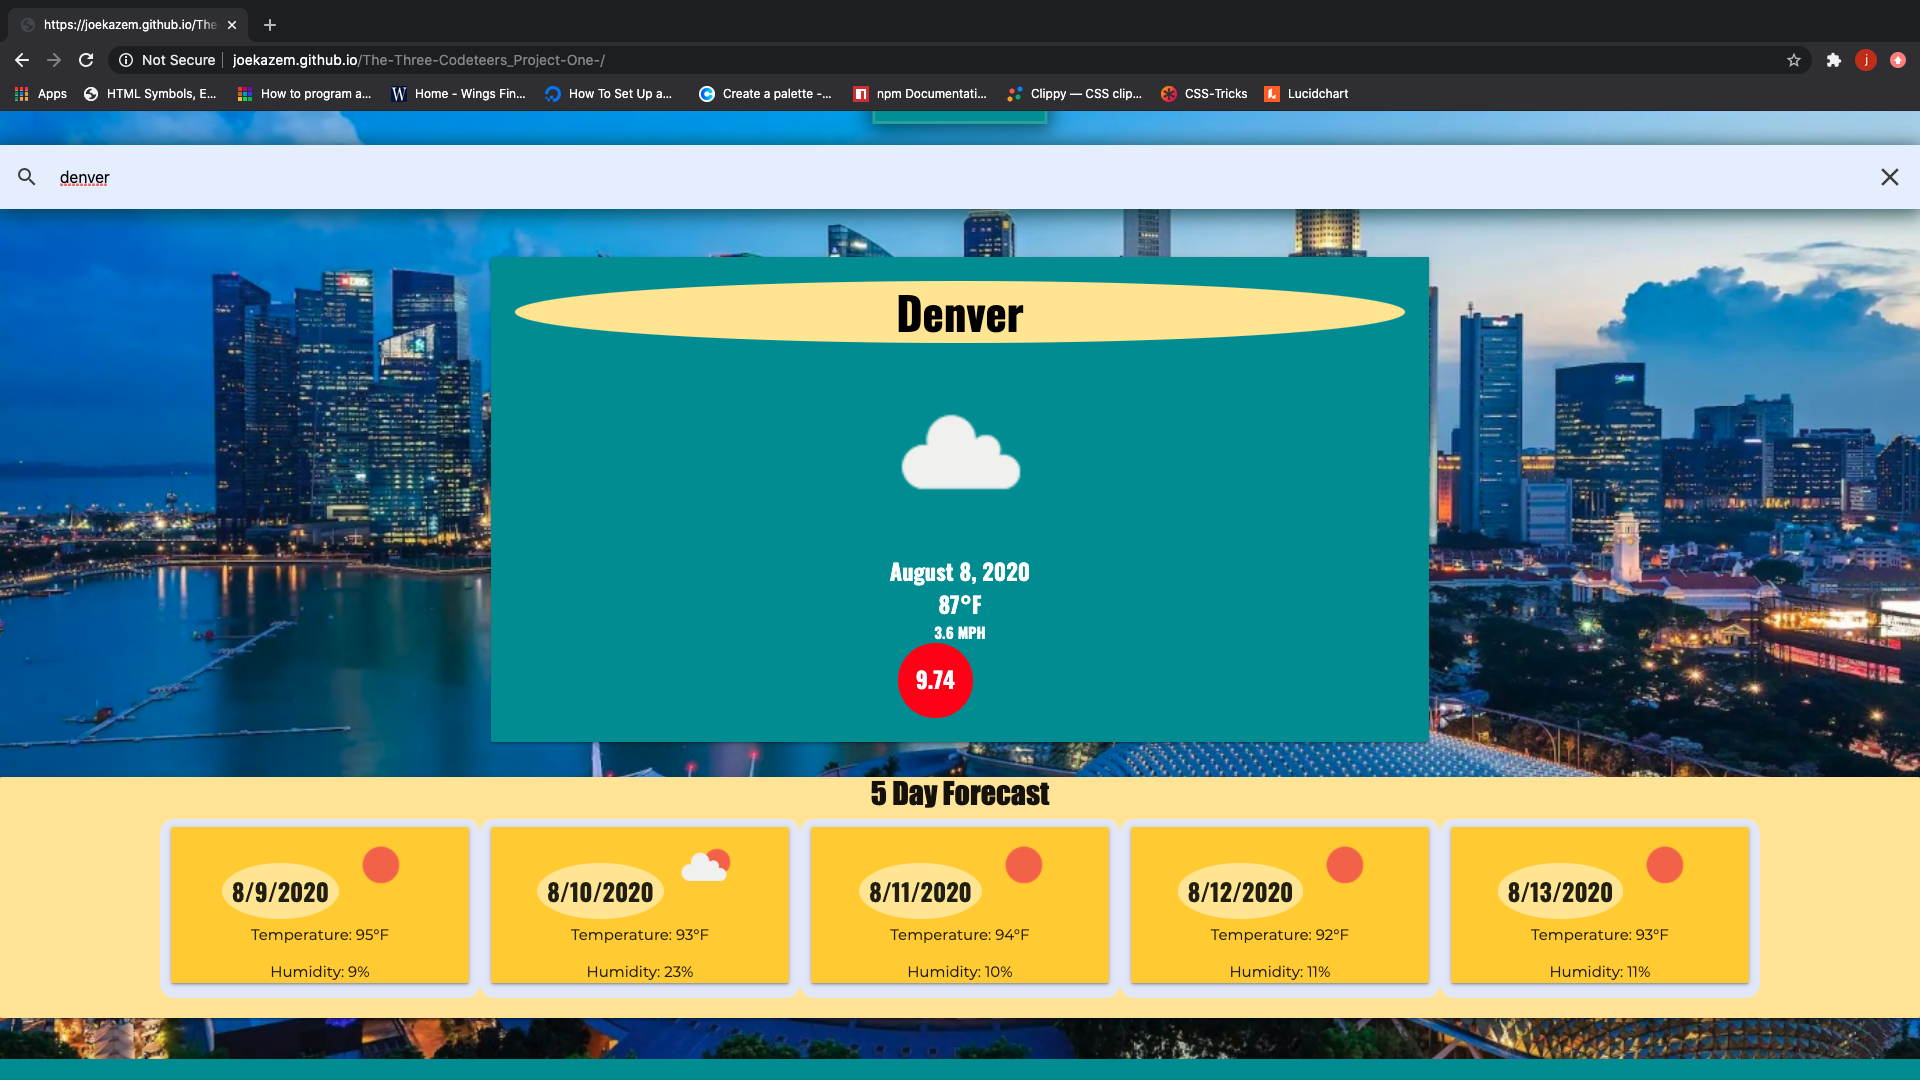 https://joekazem.github.io/The
Not Secure
joekazem.github.io/The-Three-Codeteers_Project-One-/
j
Apps
HTML Symbols, E...
How to program a...
W
Home - Wings Fin...
How To Set Up a...
Create a palette -...
npm Documentati...
Clippy — CSS clip...
CSS-Tricks
Lucidchart
denver
Denver
August 8, 2020
87°F
3.6 MPH
9.74
5 Day Forecast
8/9/2020
Temperature: 95°F
Humidity: 9%
8/10/2020
Temperature: 93°F
Humidity: 23%
8/11/2020
Temperature: 94°F
Humidity: 10%
8/12/2020
Temperature: 92°F
Humidity: 11%
8/13/2020
Temperature: 93°F
Humidity: 11%